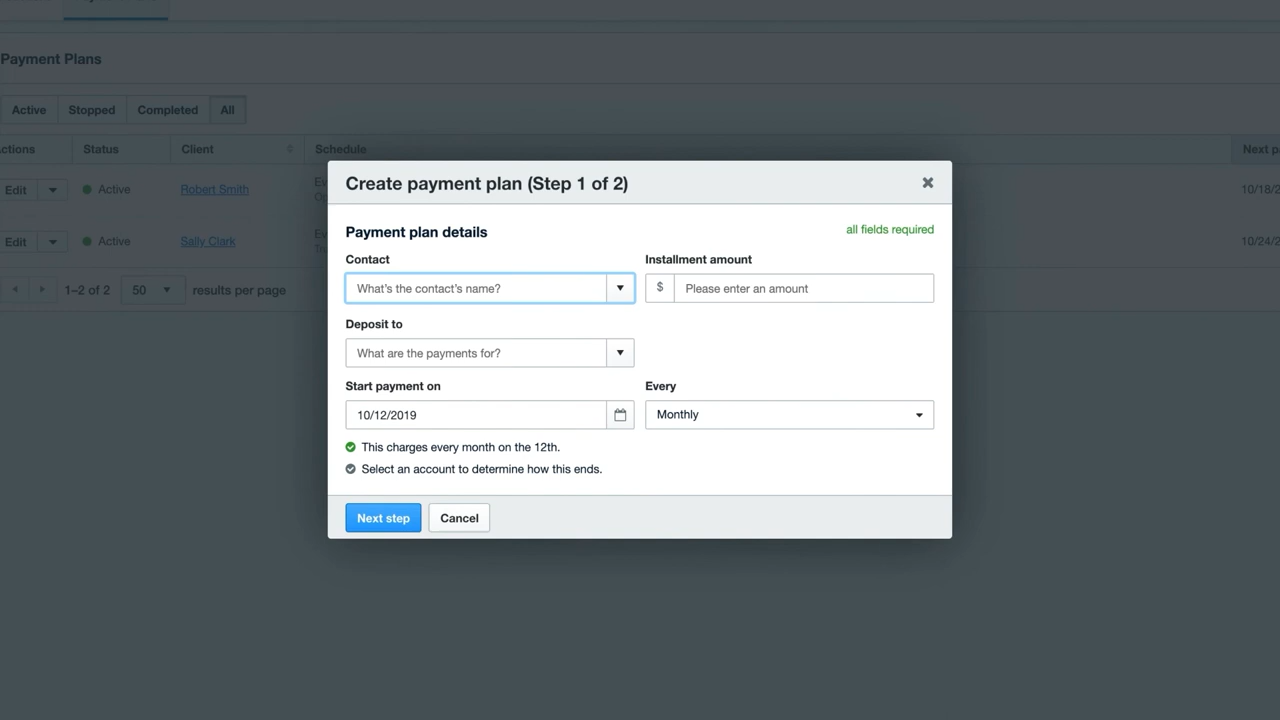 Payment Plans
Active Stopped Completed All
ctions Status Client Schedule Next p
Edit Active Robert Smith 10/18/2
Edit Active Sally Clark 10/24/2
1–2 of 2 50 results per page
Create payment plan (Step 1 of 2)
Payment plan details all fields required
Contact Installment amount
What's the contact's name? $ Please enter an amount
Deposit to
What are the payments for?
Start payment on Every
10/12/2019 Monthly
This charges every month on the 12th.
Select an account to determine how this ends.
Next step Cancel